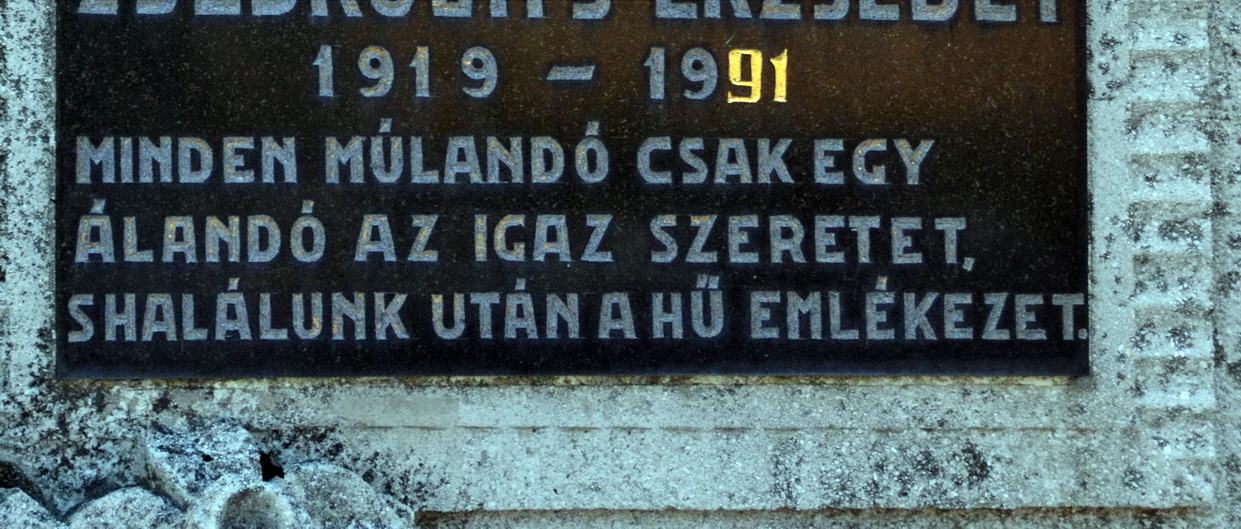 1919 – 1991
MINDEN MÚLANDÓ CSAK EGY
ÁLANDÓ AZ IGAZ SZERETET,
SHALÁLUNK UTÁN A HŰ EMLÉKEZET.